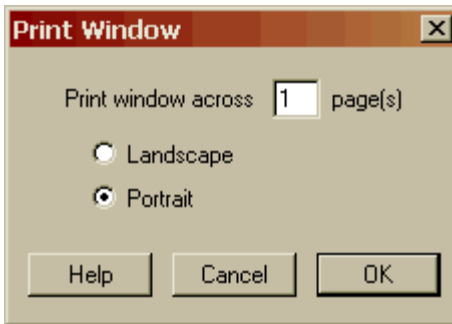 Print Window
Print window across 1 page(s)
Landscape
Portrait
Help Cancel OK